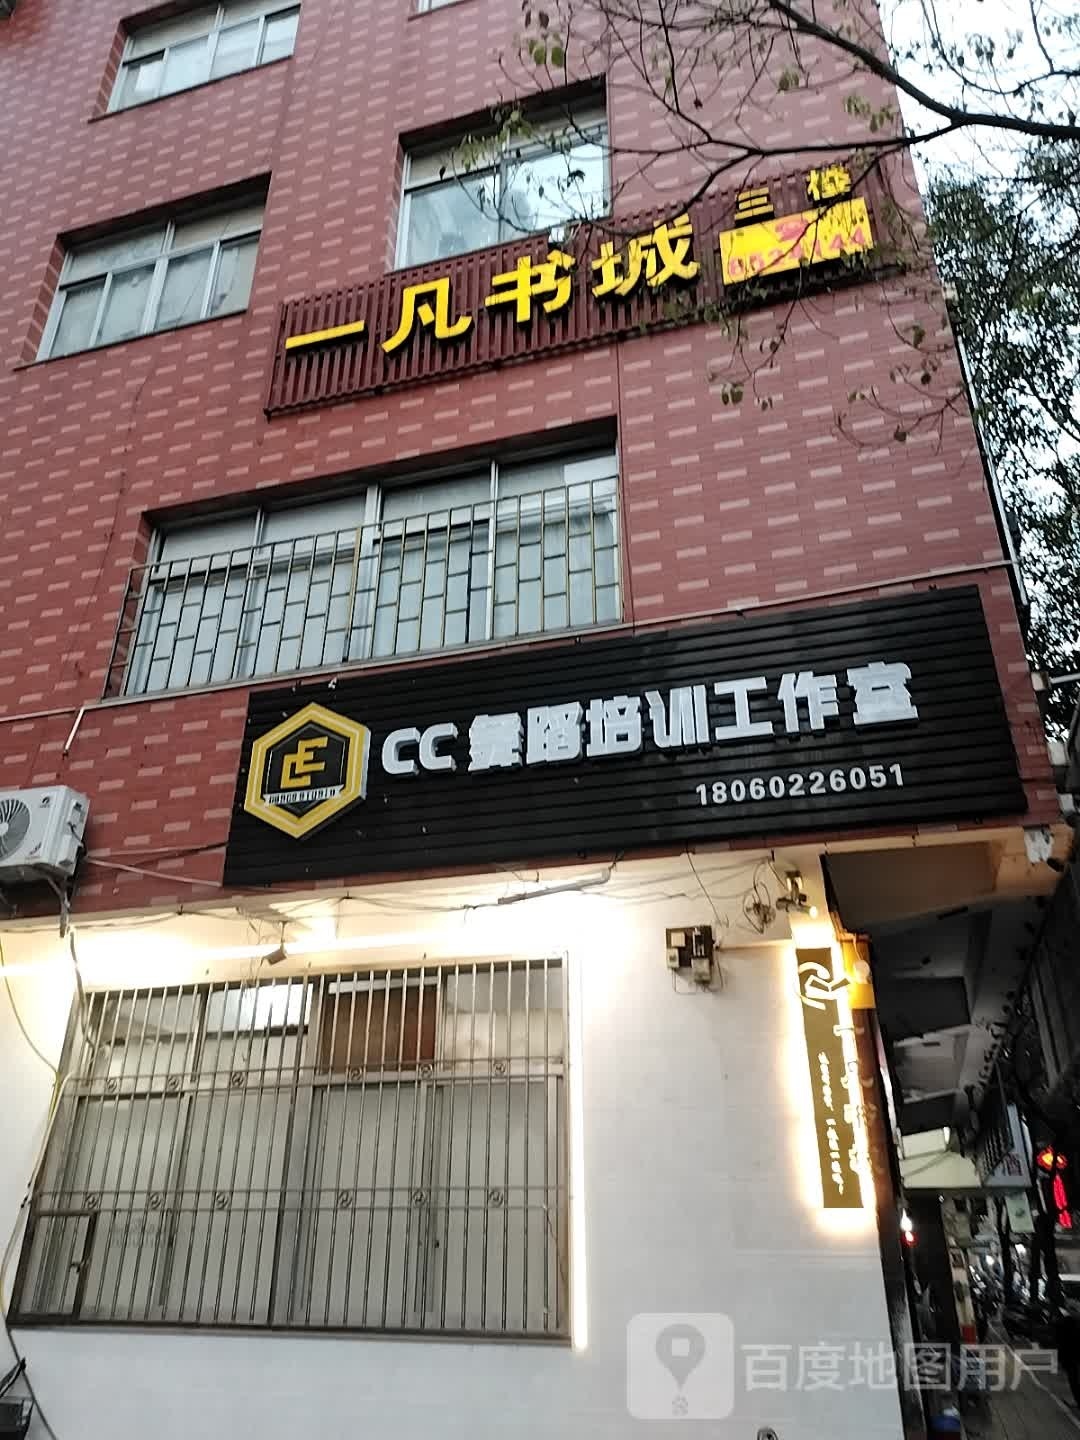 三楼
一凡书城
CC舞蹈培训工作室
18060226051
百度地图用户